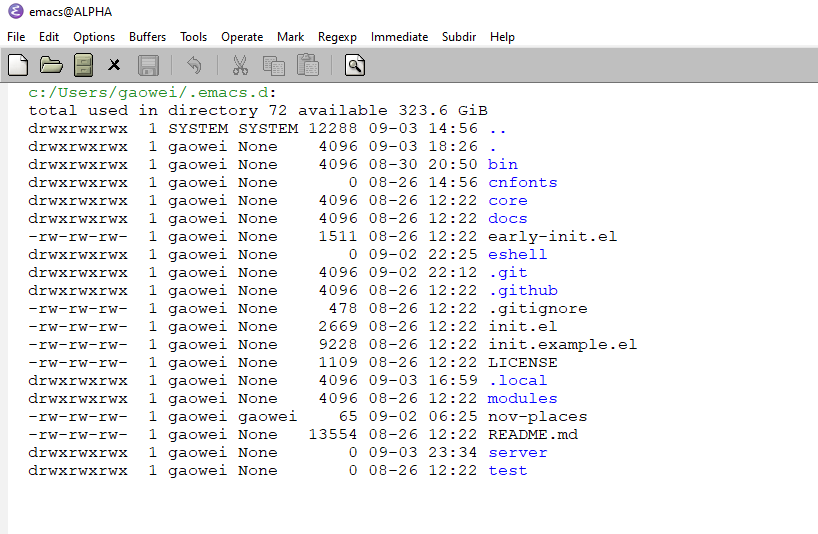 emacs@ALPHA
File Edit Options Buffers Tools Operate Mark Regexp Immediate Subdir Help
c:/Users/gaowei/.emacs.d:
total used in directory 72 available 323.6 GiB
drwxrwxrwx  1 SYSTEM SYSTEM 12288 09-03 14:56 ..
drwxrwxrwx  1 gaowei None    4096 09-03 18:26 .
drwxrwxrwx  1 gaowei None    4096 08-30 20:50 bin
drwxrwxrwx  1 gaowei None       0 08-26 14:56 cnfonts
drwxrwxrwx  1 gaowei None    4096 08-26 12:22 core
drwxrwxrwx  1 gaowei None    4096 08-26 12:22 docs
-rw-rw-rw-  1 gaowei None    1511 08-26 12:22 early-init.el
drwxrwxrwx  1 gaowei None       0 09-02 22:25 eshell
drwxrwxrwx  1 gaowei None    4096 09-02 22:12 .git
drwxrwxrwx  1 gaowei None    4096 08-26 12:22 .github
-rw-rw-rw-  1 gaowei None     478 08-26 12:22 .gitignore
-rw-rw-rw-  1 gaowei None    2669 08-26 12:22 init.el
-rw-rw-rw-  1 gaowei None    9228 08-26 12:22 init.example.el
-rw-rw-rw-  1 gaowei None    1109 08-26 12:22 LICENSE
drwxrwxrwx  1 gaowei None    4096 09-03 16:59 .local
drwxrwxrwx  1 gaowei None    4096 08-26 12:22 modules
-rw-rw-rw-  1 gaowei gaowei    65 09-02 06:25 nov-places
-rw-rw-rw-  1 gaowei None   13554 08-26 12:22 README.md
drwxrwxrwx  1 gaowei None       0 09-03 23:34 server
drwxrwxrwx  1 gaowei None       0 08-26 12:22 test